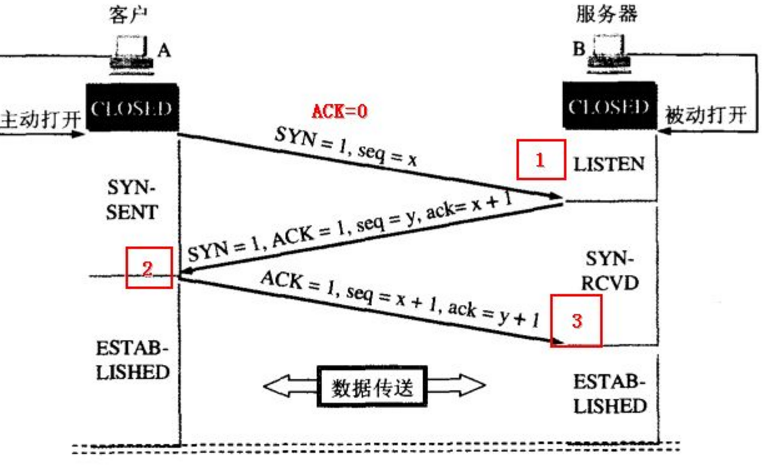 客户
服务器
A
B
CLOSED
CLOSED
主动打开
被动打开
ACK=0
SYN = 1, seq = x
1
LISTEN
SYN-
SENT
SYN = 1, ACK = 1, seq = y, ack= x + 1
2
SYN-
RCVD
ACK = 1, seq = x + 1, ack = y + 1
3
ESTAB-
LISHED
数据传送
ESTAB-
LISHED